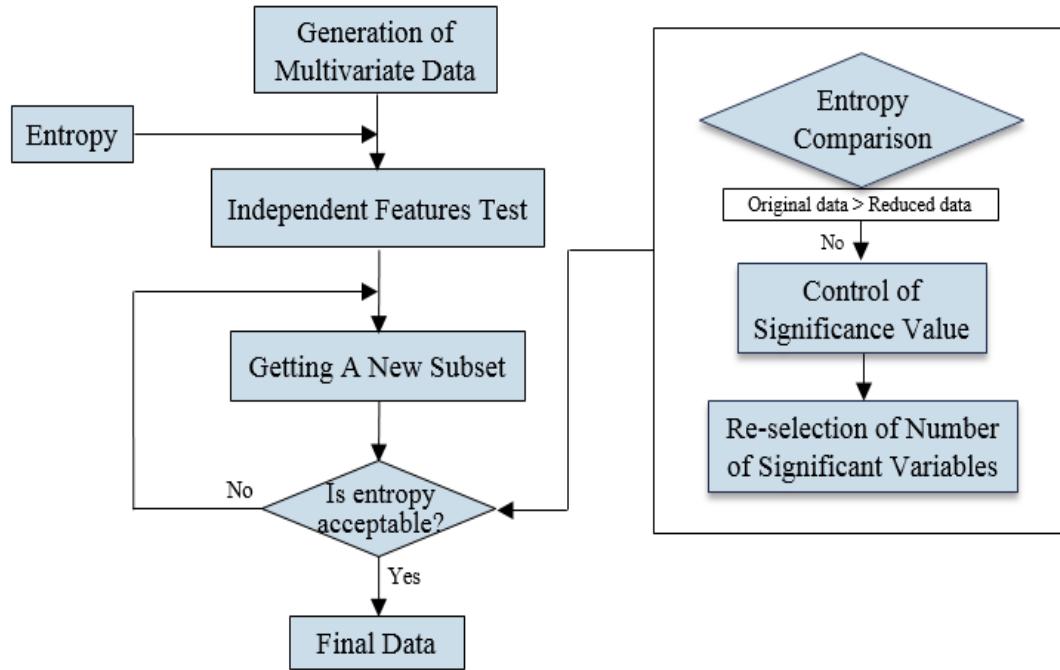 Generation of
Multivariate Data
Entropy
Independent Features Test
Getting A New Subset
No
Is entropy
acceptable?
Yes
Final Data
Entropy
Comparison
Original data > Reduced data
No
Control of
Significance Value
Re-selection of Number
of Significant Variables